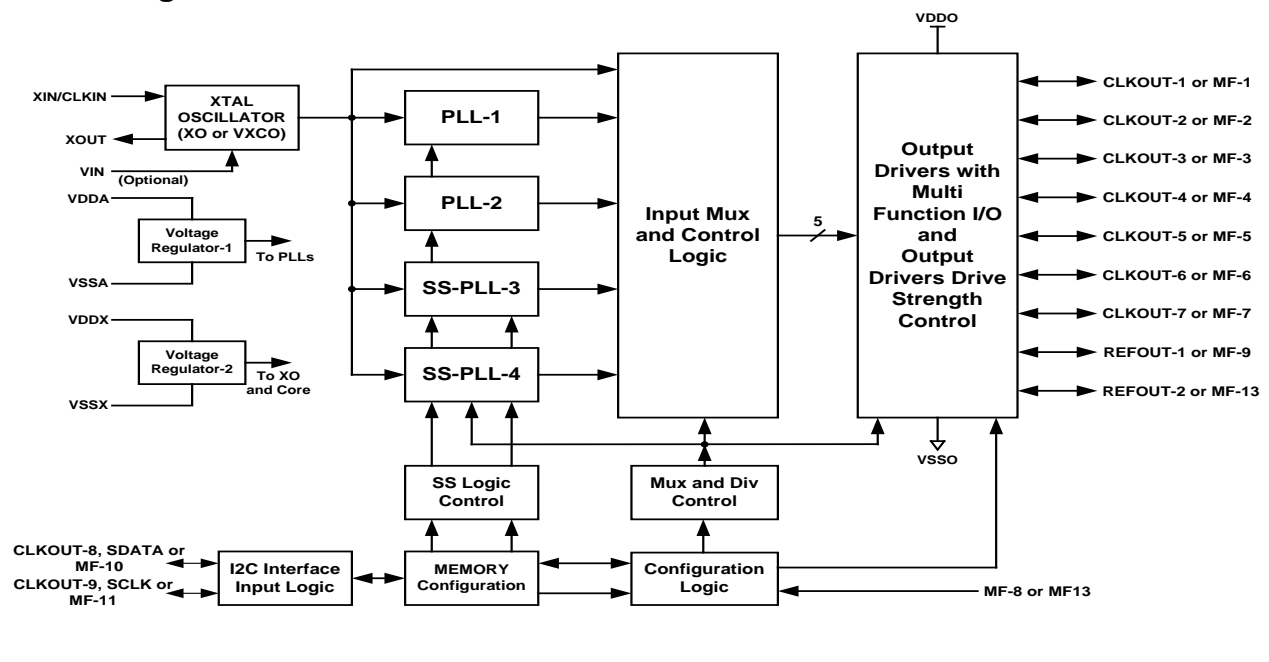 VDDO
XIN/CLKIN
XOUT
VIN
(Optional)
XTAL
OSCILLATOR
(XO or VXCO)
VDDA
Voltage
Regulator-1
To PLLs
VSSA
VDDX
Voltage
Regulator-2
To XO
and Core
VSSX
PLL-1
PLL-2
SS-PLL-3
SS-PLL-4
Input Mux
and Control
Logic
5
Output
Drivers with
Multi
Function I/O
and
Output
Drivers Drive
Strength
Control
CLKOUT-1 or MF-1
CLKOUT-2 or MF-2
CLKOUT-3 or MF-3
CLKOUT-4 or MF-4
CLKOUT-5 or MF-5
CLKOUT-6 or MF-6
CLKOUT-7 or MF-7
REFOUT-1 or MF-9
REFOUT-2 or MF-13
VSSO
SS Logic
Control
Mux and Div
Control
CLKOUT-8, SDATA or
MF-10
CLKOUT-9, SCLK or
MF-11
I2C Interface
Input Logic
MEMORY
Configuration
Configuration
Logic
MF-8 or MF13